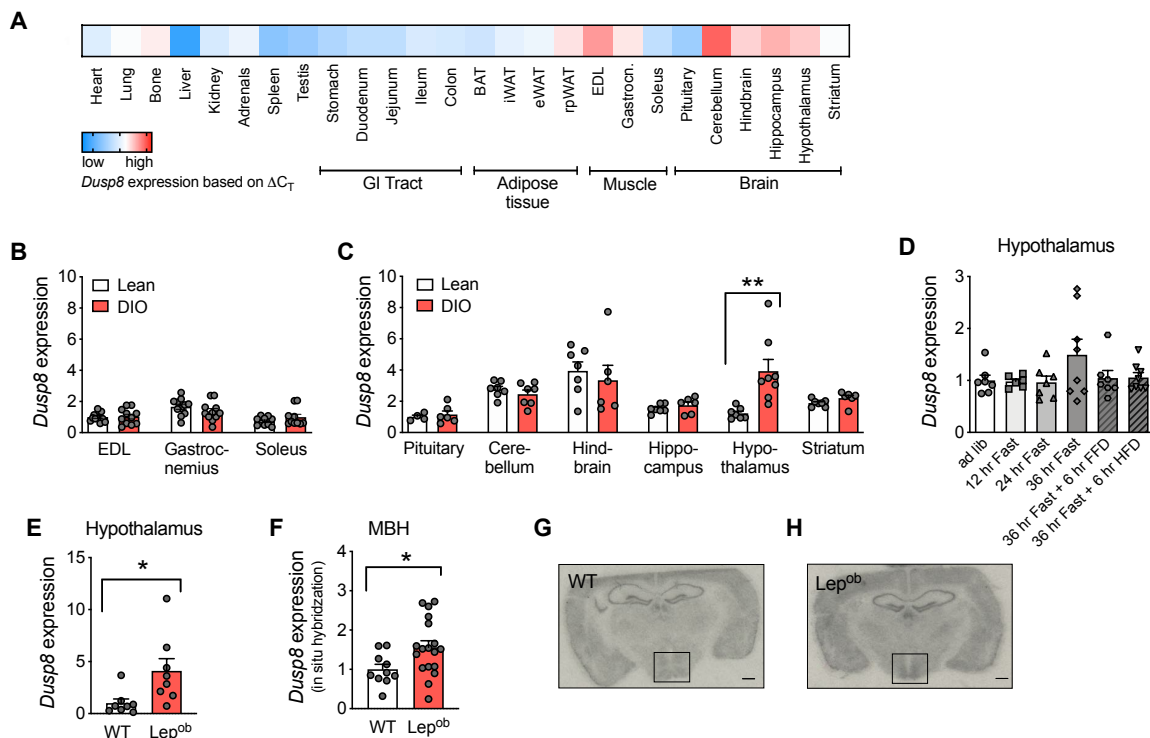 A
Heart
Lung
Bone
Liver
Kidney
Adrenals
Spleen
Testis
Stomach
Duodenum
Jejunum
Ileum
Colon
BAT
iWAT
eWAT
rpWAT
EDL
Gastrocn.
Soleus
Pituitary
Cerebellum
Hindbrain
Hippocampus
Hypothalamus
Striatum
low high
Dusp8 expression based on ΔCT
GI Tract
Adipose
tissue
Muscle
Brain
B
Dusp8 expression
10
8
6
4
2
0
Lean
DIO
EDL
Gastroc-
nemius
Soleus
C
Dusp8 expression
10
8
6
4
2
0
Lean
DIO
**
Pituitary
Cere-
bellum
Hind-
brain
Hippo-
campus
Hypo-
thalamus
Striatum
D
Hypothalamus
Dusp8 expression
3
2
1
0
ad lib
12 hr Fast
24 hr Fast
36 hr Fast
36 hr Fast + 6 hr FFD
36 hr Fast + 6 hr HFD
E
Hypothalamus
Dusp8 expression
15
10
5
0
*
WT
Lepob
F
MBH
Dusp8 expression
(in situ hybridzation)
4
3
2
1
0
*
WT
Lepob
G
WT
H
Lepob